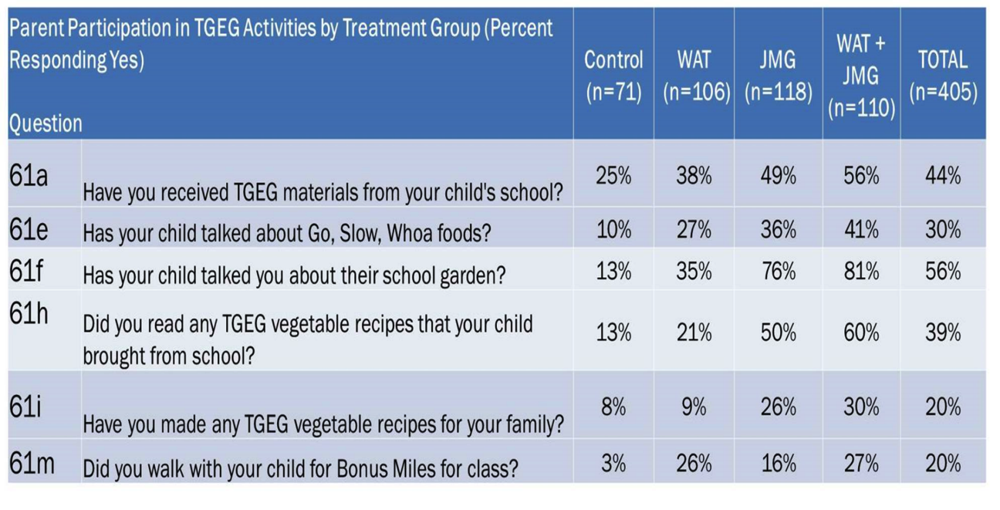 Parent Participation in TGEG Activities by Treatment Group (Percent
Responding Yes)
Question
Control
(n=71)
WAT
(n=106)
JMG
(n=118)
WAT +
JMG
(n=110)
TOTAL
(n=405)
61a Have you received TGEG materials from your child's school? 25% 38% 49% 56% 44%
61e Has your child talked about Go, Slow, Whoa foods? 10% 27% 36% 41% 30%
61f Has your child talked you about their school garden? 13% 35% 76% 81% 56%
61h Did you read any TGEG vegetable recipes that your child
brought from school? 13% 21% 50% 60% 39%
61i Have you made any TGEG vegetable recipes for your family? 8% 9% 26% 30% 20%
61m Did you walk with your child for Bonus Miles for class? 3% 26% 16% 27% 20%